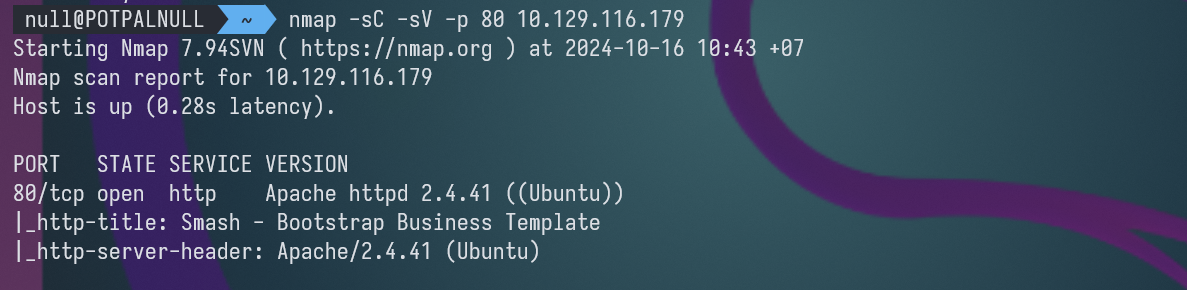 null@POTPALNULL ~ nmap -sC -sV -p 80 10.129.116.179
Starting Nmap 7.94SVN ( https://nmap.org ) at 2024-10-16 10:43 +07
Nmap scan report for 10.129.116.179
Host is up (0.28s latency).
PORT   STATE SERVICE VERSION
80/tcp open  http    Apache httpd 2.4.41 ((Ubuntu))
|_http-title: Smash - Bootstrap Business Template
|_http-server-header: Apache/2.4.41 (Ubuntu)